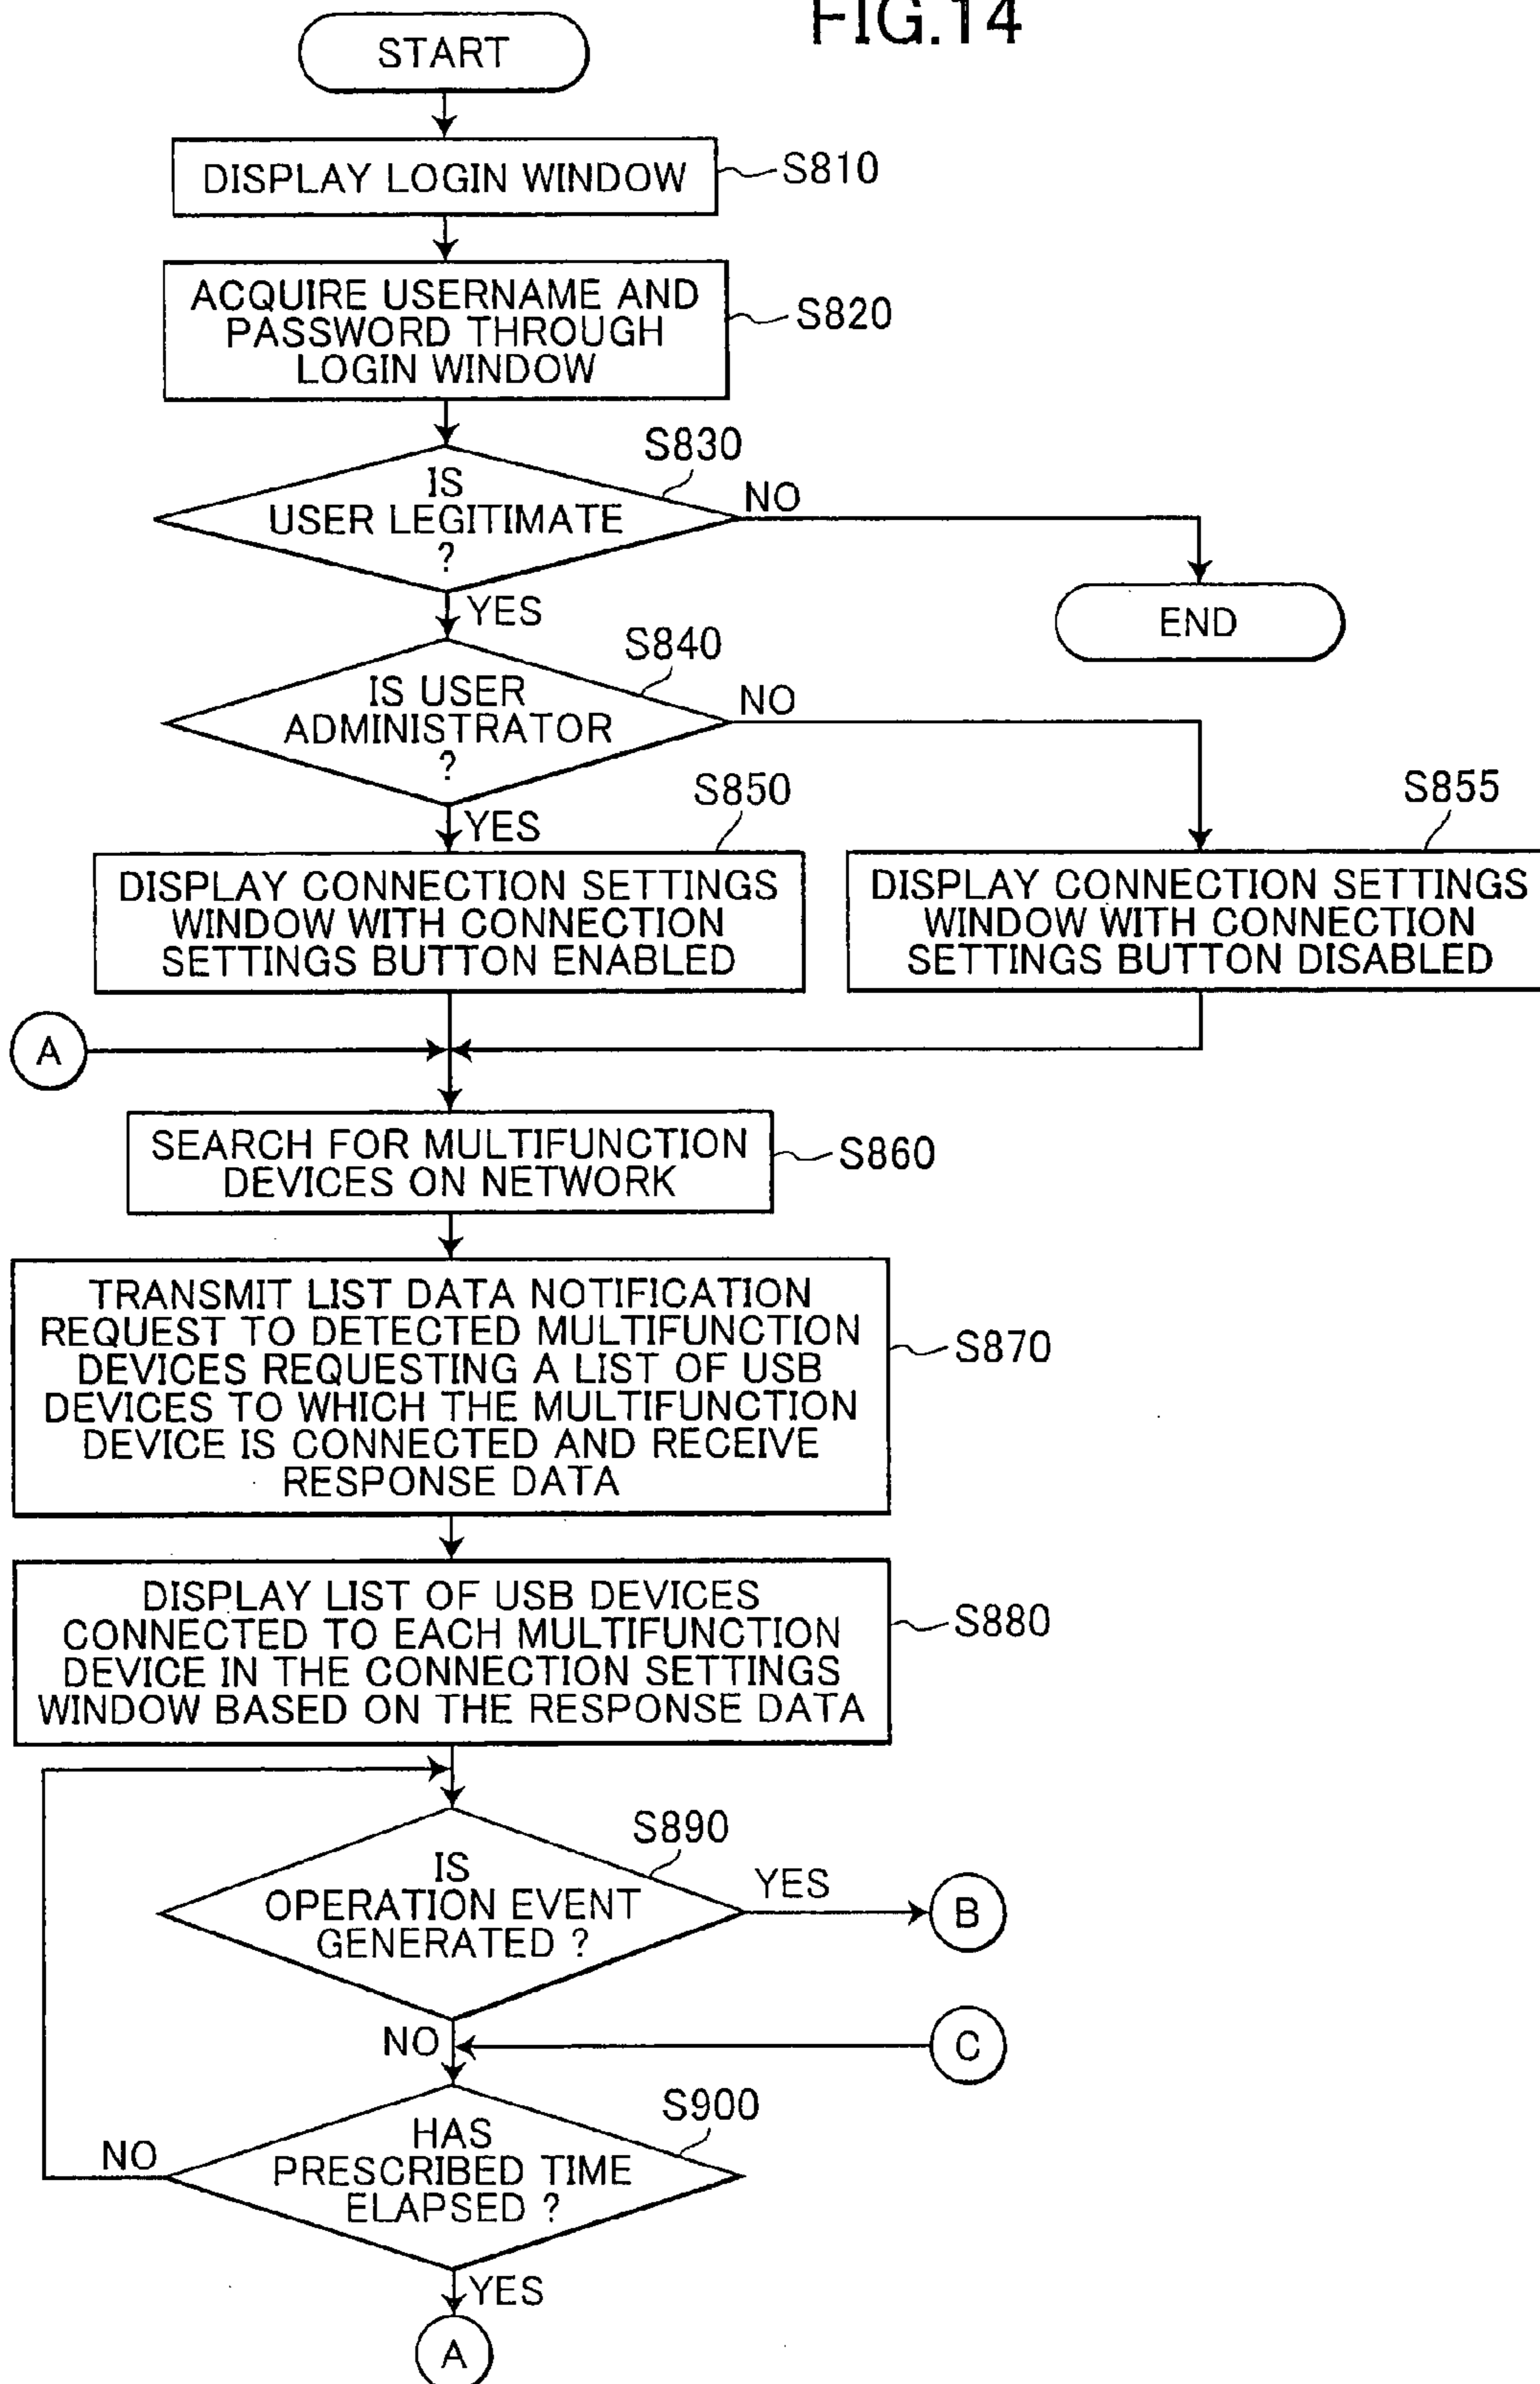 FIG.14
START
DISPLAY LOGIN WINDOW
S810
ACQUIRE USERNAME AND
PASSWORD THROUGH
LOGIN WINDOW
S820
S830
IS
USER LEGITIMATE
?
NO
YES
END
S840
IS USER
ADMINISTRATOR
?
NO
YES
S850
DISPLAY CONNECTION SETTINGS
WINDOW WITH CONNECTION
SETTINGS BUTTON ENABLED
S855
DISPLAY CONNECTION SETTINGS
WINDOW WITH CONNECTION
SETTINGS BUTTON DISABLED
A
SEARCH FOR MULTIFUNCTION
DEVICES ON NETWORK
S860
TRANSMIT LIST DATA NOTIFICATION
REQUEST TO DETECTED MULTIFUNCTION
DEVICES REQUESTING A LIST OF USB
DEVICES TO WHICH THE MULTIFUNCTION
DEVICE IS CONNECTED AND RECEIVE
RESPONSE DATA
S870
DISPLAY LIST OF USB DEVICES
CONNECTED TO EACH MULTIFUNCTION
DEVICE IN THE CONNECTION SETTINGS
WINDOW BASED ON THE RESPONSE DATA
S880
S890
IS
OPERATION EVENT
GENERATED ?
YES
B
NO
C
S900
HAS
PRESCRIBED TIME
ELAPSED ?
NO
YES
A